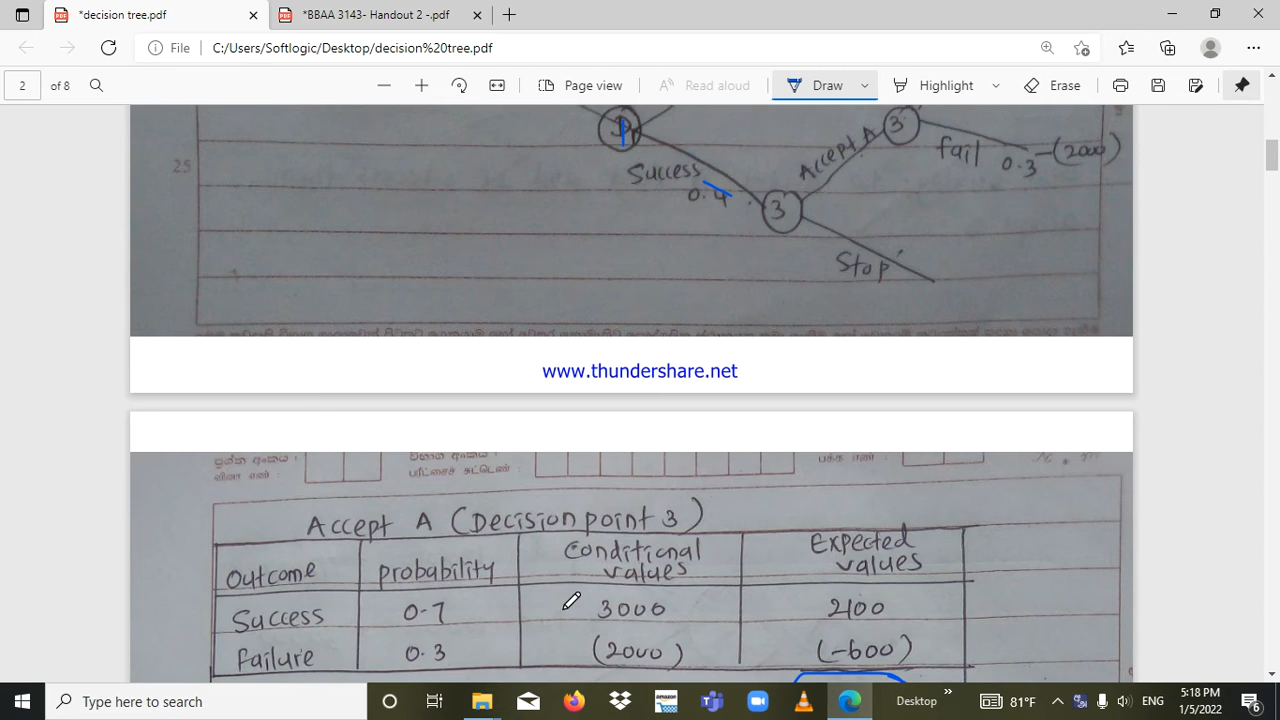 *decision tree.pdf
*BBAA 3143- Handout 2 -.pdf
File C:/Users/Softlogic/Desktop/decision%20tree.pdf
2 of 8 Page view Read aloud Draw Highlight Erase
25
Success
0.4
3
Accept A
3
fail
0.3 -(2000)
Stop
www.thundershare.net
Accept A (Decision point 3)
Outcome probability Conditional values Expected values
Success 0.7 3000 2100
Failure 0.3 (2000) (-600)
Type here to search
amazon
Desktop
81°F
ENG
5:18 PM
1/5/2022
6